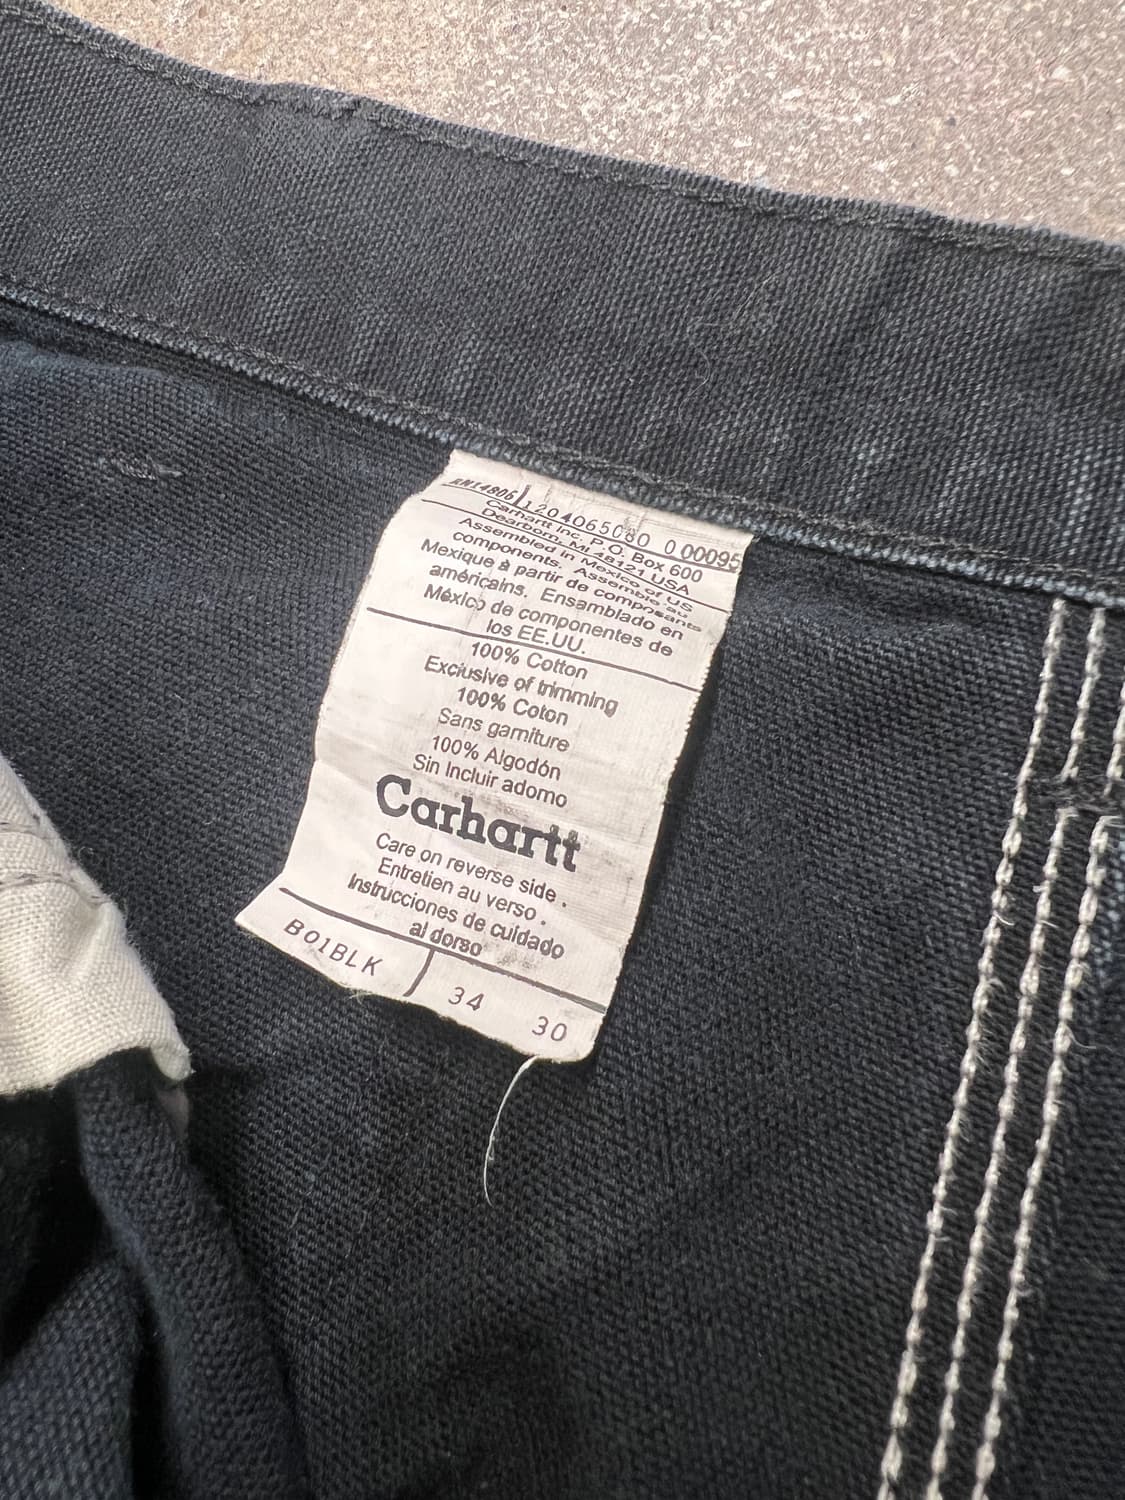 RN14806 1204065080 0 00095
Carhartt Inc. P.O. Box 600
Dearborn, MI 48121 USA
Assembled in Mexico of US
components. Assemblé au
Mexique à partir de composants
américains. Ensamblado en
México de componentes de
los EE.UU.
100% Cotton
Exclusive of trimming
100% Coton
Sans garniture
100% Algodón
Sin Incluir adorno
Carhartt
Care on reverse side .
Entretien au verso .
Instrucciones de cuidado
al dorso
B01BLK 34 30